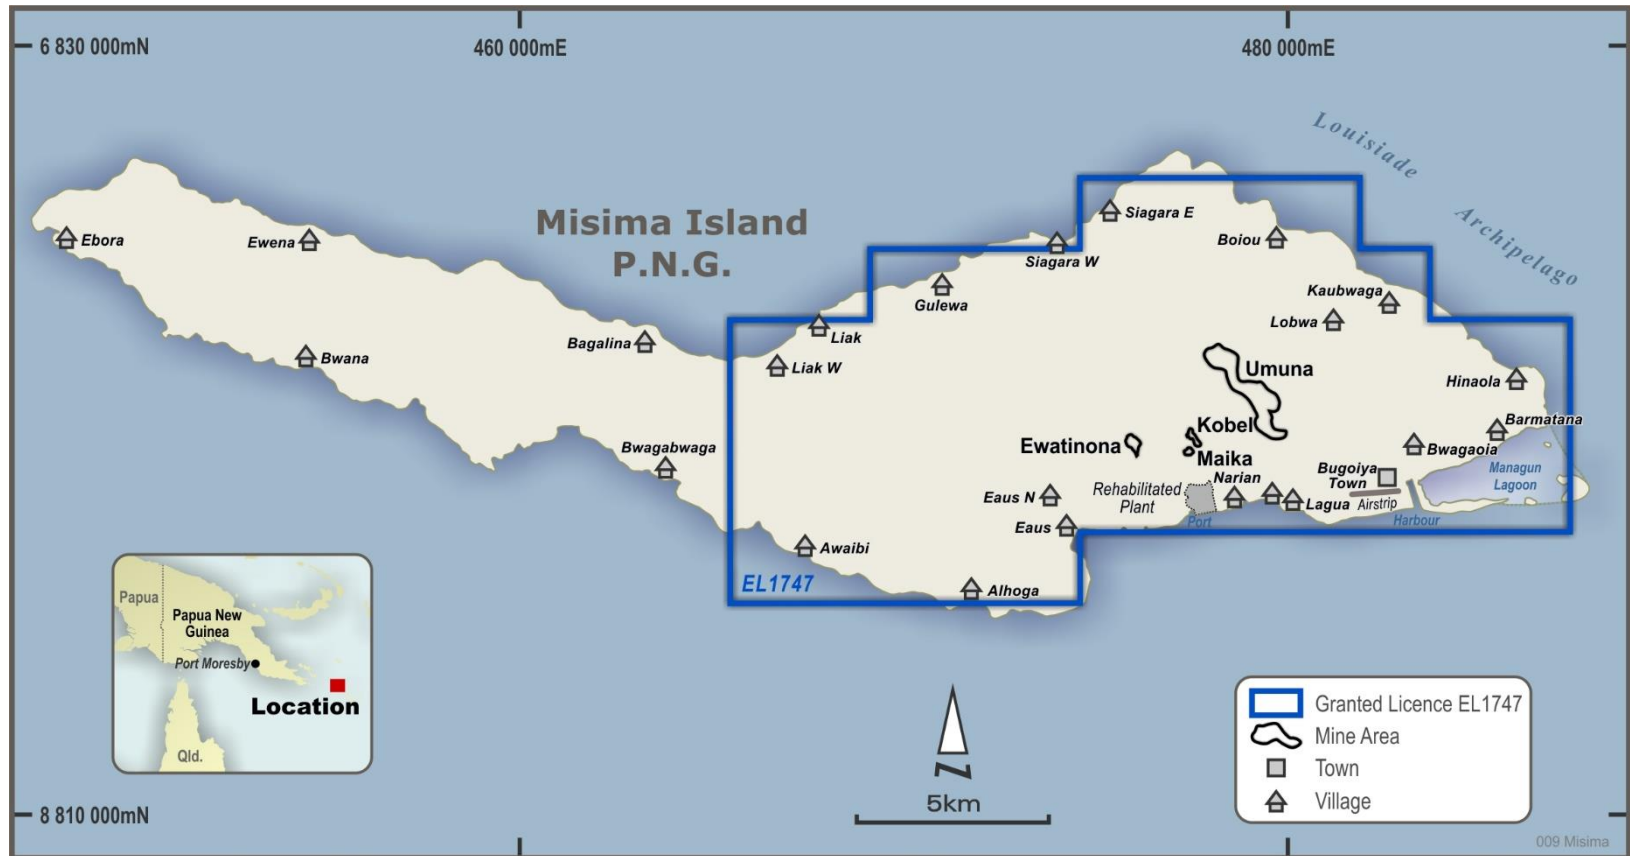 6 830 000mN
460 000mE
480 000mE
Louisiade
Archipelago
Misima Island
P.N.G.
Siagara E
Boiou
Siagara W
Ebora
Ewena
Gulewa
Kaubwaga
Lobwa
Liak
Bagalina
Bwana
Liak W
Umuna
Hinaola
Kobel
Barmatana
Ewatinona
Bwagaoia
Bwagabwaga
Maika
Managun
Lagoon
Bugoiya
Town
Narian
Eaus N
Rehabilitated
Plant
Lagua
Airstrip
Port
Harbour
Eaus
Awaibi
EL1747
Alhoga
Papua
Papua New
Guinea
Port Moresby
Location
Qld.
N
5km
Granted Licence EL1747
Mine Area
Town
Village
8 810 000mN
009 Misima